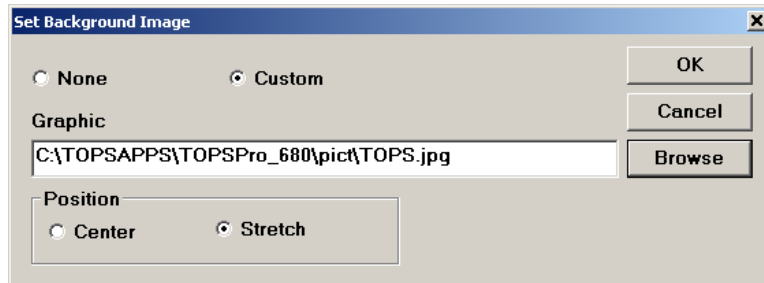 Set Background Image
None Custom OK
Graphic Cancel
C:\TOPSAPPS\TOPSPro_680\pict\TOPS.jpg Browse
Position
Center Stretch